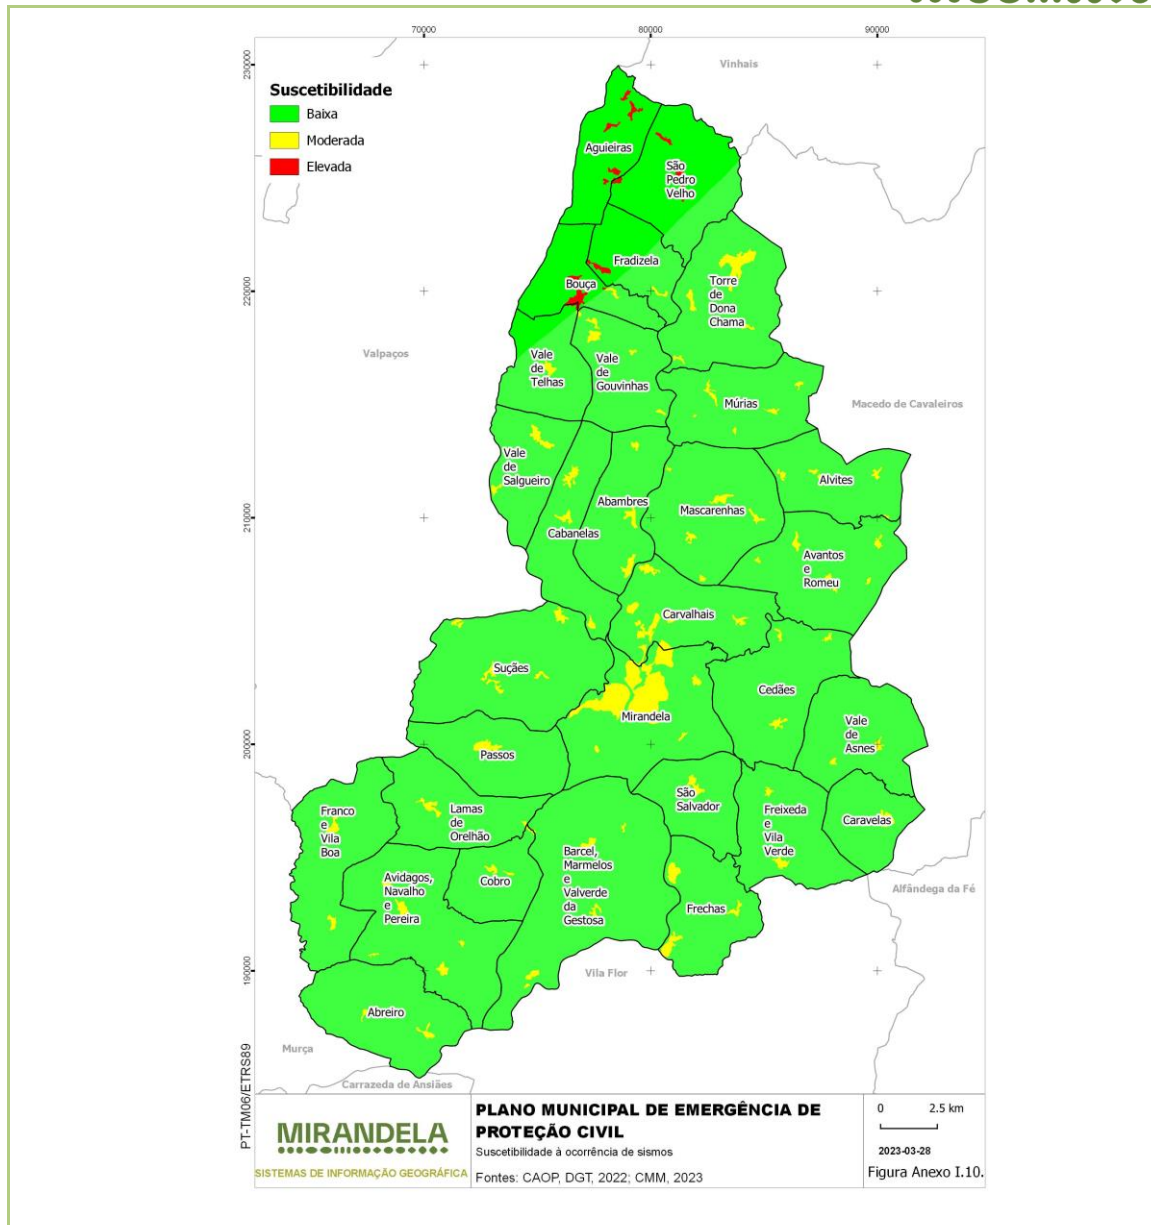 70000
80000
90000
230000
220000
210000
200000
190000
Suscetibilidade
Baixa
Moderada
Elevada
Vinhais
Aguieiras
São
Pedro
Velho
Fradizela
Bouça
Torre
de
Dona
Chama
Valpaços
Vale
de
Telhas
Vale
de
Gouvinhas
Múrias
Macedo de Cavaleiros
Vale
de
Salgueiro
Abambres
Cabanelas
Mascarenhas
Alvites
Avantos
e
Romeu
Carvalhais
Suçães
Mirandela
Cedães
Vale
de
Asnes
Passos
São
Salvador
Franco
e
Vila
Boa
Lamas
de
Orelhão
Freixeda
e
Vila
Verde
Caravelas
Barcel,
Marmelos
e
Valverde
da
Gestosa
Avidagos,
Navalho
e
Pereira
Cobro
Frechas
Alfândega da Fé
Vila Flor
Abreiro
Murça
Carrazeda de Ansiães
PT-TM06/ETRS89
MIRANDELA
SISTEMAS DE INFORMAÇÃO GEOGRÁFICA
PLANO MUNICIPAL DE EMERGÊNCIA DE
PROTEÇÃO CIVIL
Suscetibilidade à ocorrência de sismos
Fontes: CAOP, DGT, 2022; CMM, 2023
0 2.5 km
2023-03-28
Figura Anexo I.10.